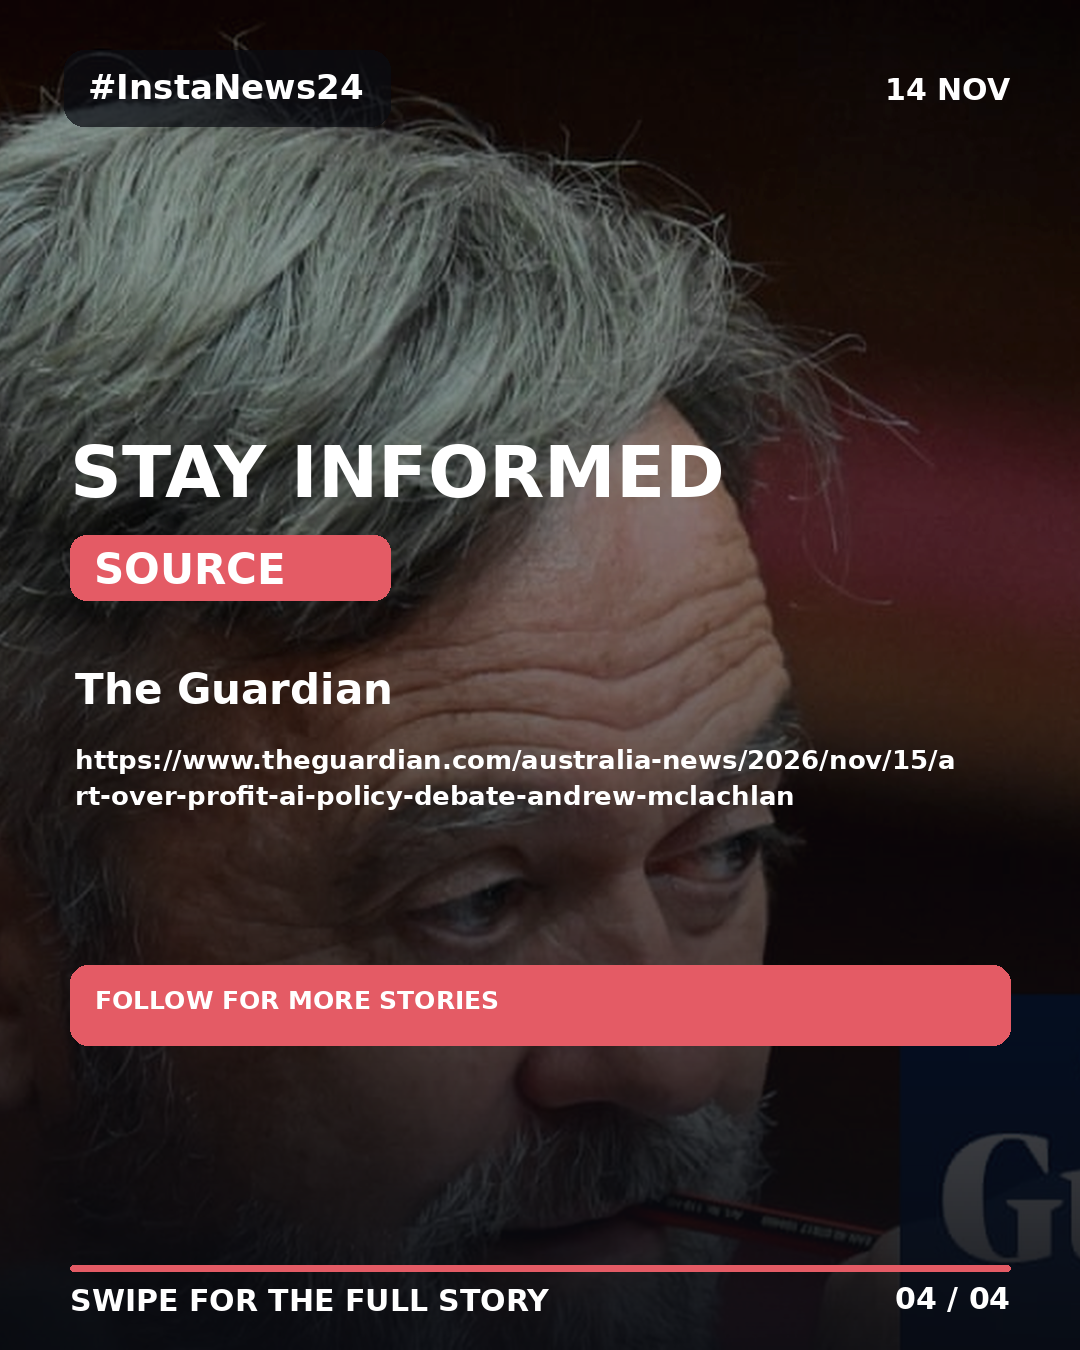 #InstaNews24
14 NOV
STAY INFORMED
SOURCE
The Guardian
https://www.theguardian.com/australia-news/2026/nov/15/a
rt-over-profit-ai-policy-debate-andrew-mclachlan
FOLLOW FOR MORE STORIES
Gu
SWIPE FOR THE FULL STORY
04 / 04